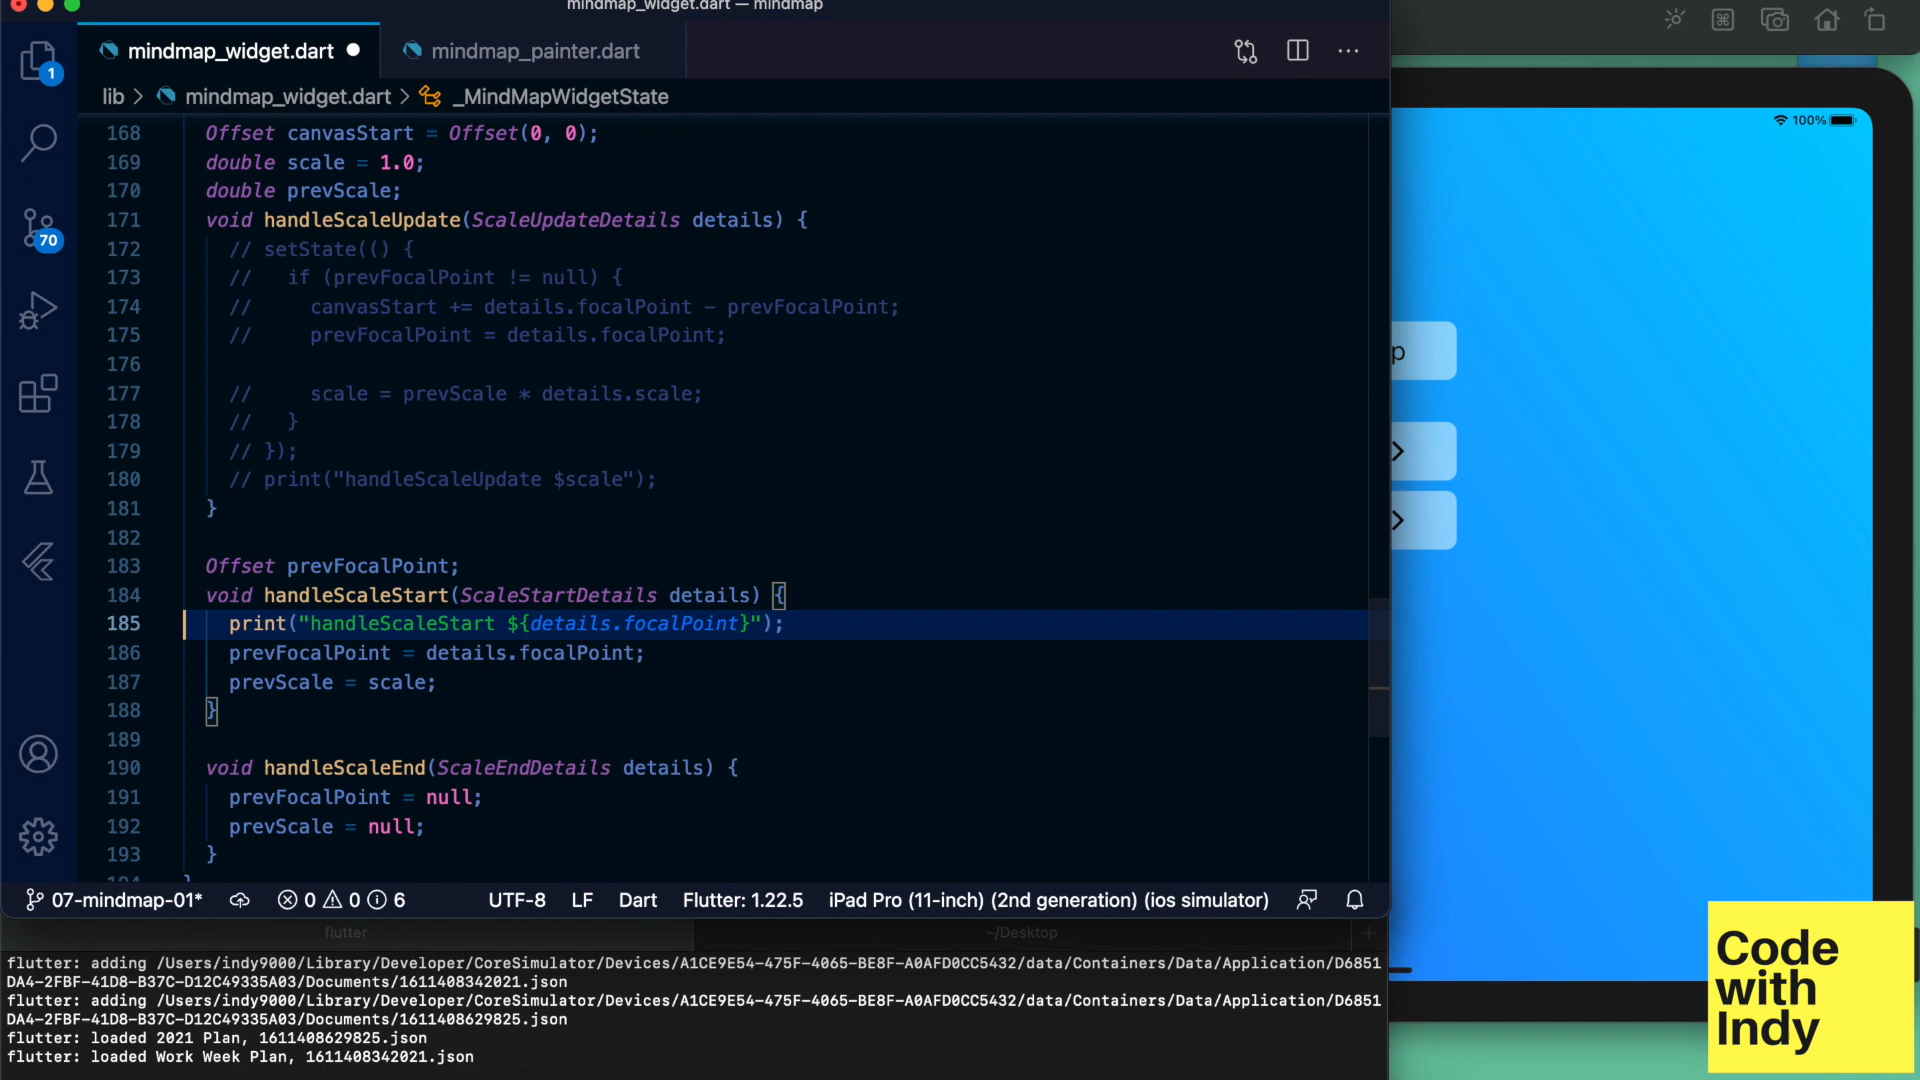 mindmap_widget.dart — mindmap
mindmap_widget.dart
mindmap_painter.dart
1
lib > mindmap_widget.dart > _MindMapWidgetState
168 Offset canvasStart = Offset(0, 0);
169 double scale = 1.0;
170 double prevScale;
171 void handleScaleUpdate(ScaleUpdateDetails details) {
172 // setState(() {
173 //   if (prevFocalPoint != null) {
174 //     canvasStart += details.focalPoint - prevFocalPoint;
175 //     prevFocalPoint = details.focalPoint;
176
177 //     scale = prevScale * details.scale;
178 //   }
179 // });
180 // print("handleScaleUpdate $scale");
181 }
182
183 Offset prevFocalPoint;
184 void handleScaleStart(ScaleStartDetails details) {
185 print("handleScaleStart ${details.focalPoint}");
186 prevFocalPoint = details.focalPoint;
187 prevScale = scale;
188 }
189
190 void handleScaleEnd(ScaleEndDetails details) {
191 prevFocalPoint = null;
192 prevScale = null;
193 }
70
07-mindmap-01* 0 0 6 UTF-8 LF Dart Flutter: 1.22.5 iPad Pro (11-inch) (2nd generation) (ios simulator)
flutter
~/Desktop
flutter: adding /Users/indy9000/Library/Developer/CoreSimulator/Devices/A1CE9E54-475F-4065-BE8F-A0AFD0CC5432/data/Containers/Data/Application/D6851
DA4-2FBF-41D8-B37C-D12C49335A03/Documents/1611408342021.json
flutter: adding /Users/indy9000/Library/Developer/CoreSimulator/Devices/A1CE9E54-475F-4065-BE8F-A0AFD0CC5432/data/Containers/Data/Application/D6851
DA4-2FBF-41D8-B37C-D12C49335A03/Documents/1611408629825.json
flutter: loaded 2021 Plan, 1611408629825.json
flutter: loaded Work Week Plan, 1611408342021.json
100%
p
Code
with
Indy